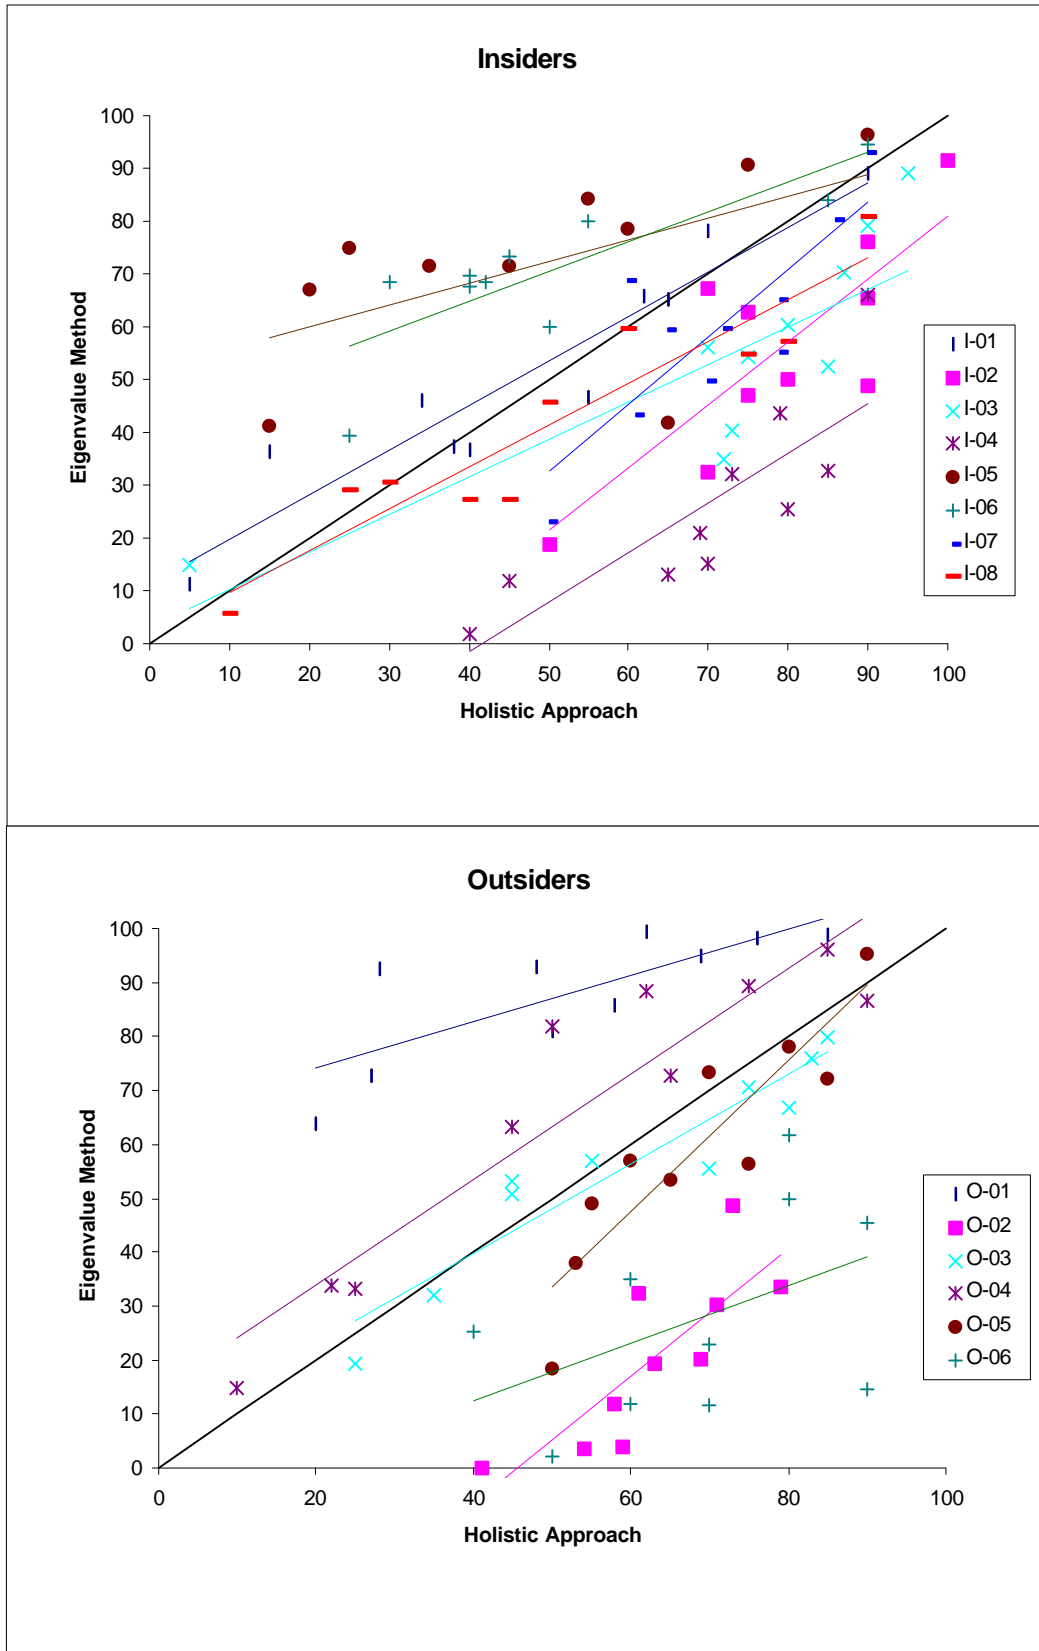 Insiders
100
90
80
70
60
50
40
30
20
10
0
Eigenvalue Method
0 10 20 30 40 50 60 70 80 90 100
Holistic Approach
I-01
I-02
I-03
I-04
I-05
I-06
I-07
I-08
Outsiders
100
90
80
70
60
50
40
30
20
10
0
Eigenvalue Method
0 20 40 60 80 100
Holistic Approach
O-01
O-02
O-03
O-04
O-05
O-06